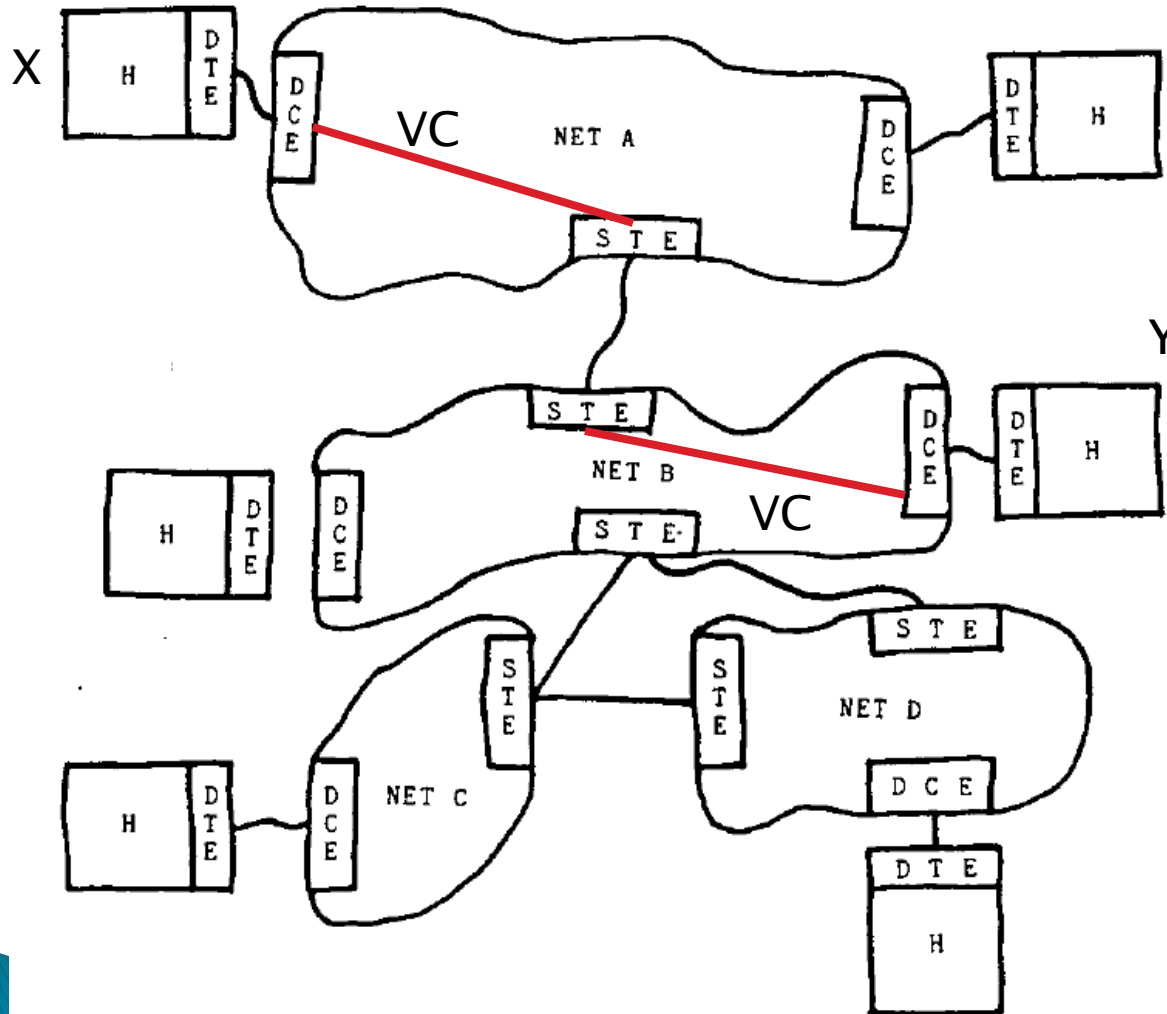 X
H
DTE
DCE
VC
NET A
DCE
DTE
H
STE
Y
STE
DCE
DTE
H
NET B
VC
H
DTE
DCE
STE
STE
STE
STE
NET D
NET C
H
DTE
DCE
DCE
DTE
H